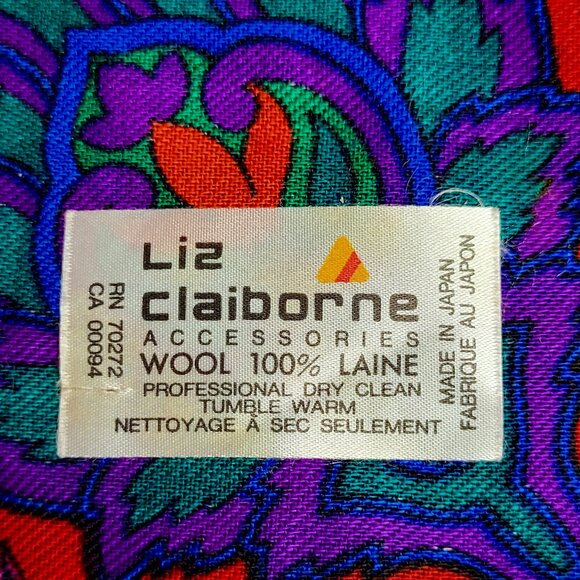 Liz
claiborne
ACCESSORIES
WOOL 100% LAINE
PROFESSIONAL DRY CLEAN
TUMBLE WARM
NETTOYAGE À SEC SEULEMENT
RN 70272
CA 00094
MADE IN JAPAN
FABRIQUE AU JAPON